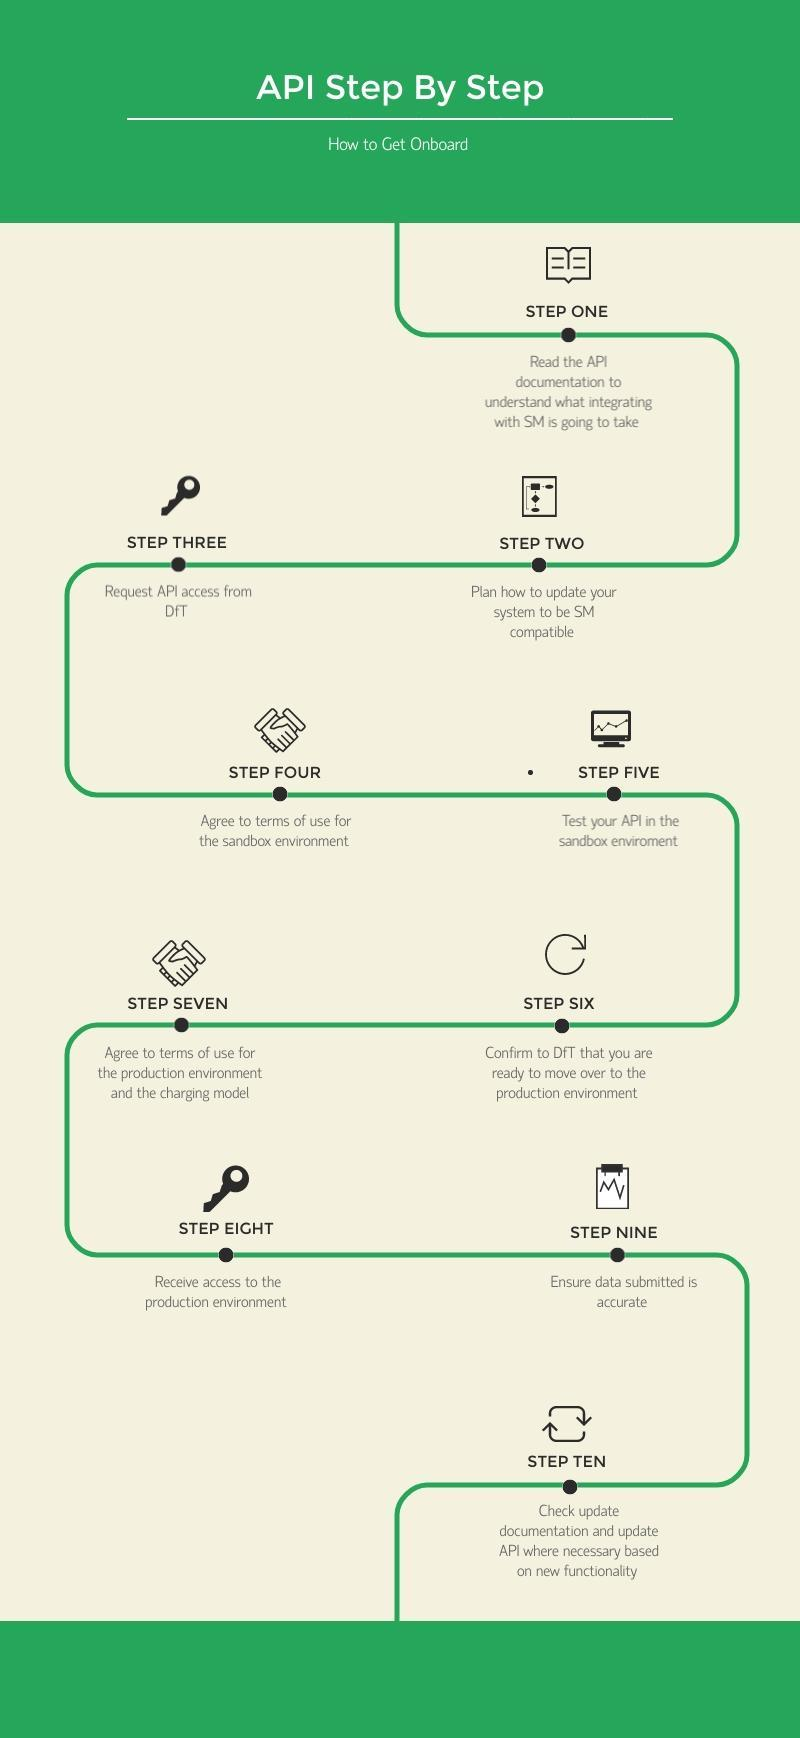 API Step By Step
How to Get Onboard
STEP ONE
Read the API
documentation to
understand what integrating
with SM is going to take
STEP TWO
Plan how to update your
system to be SM
compatible
STEP THREE
Request API access from
DfT
STEP FOUR
Agree to terms of use for
the sandbox environment
• STEP FIVE
Test your API in the
sandbox enviroment
STEP SIX
Confirm to DfT that you are
ready to move over to the
production environment
STEP SEVEN
Agree to terms of use for
the production environment
and the charging model
STEP EIGHT
Receive access to the
production environment
STEP NINE
Ensure data submitted is
accurate
STEP TEN
Check update
documentation and update
API where necessary based
on new functionality